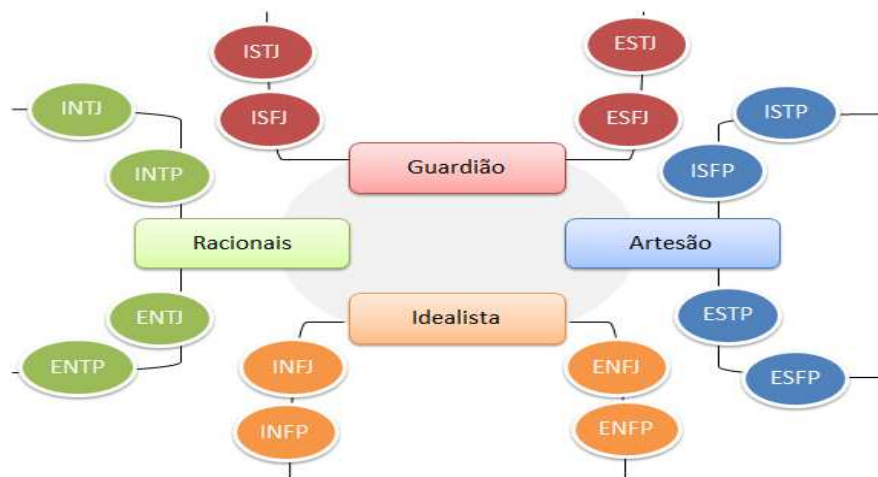 ISTJ
ESTJ
INTJ
ISFJ
ESFJ
ISTP
Guardião
INTP
ISFP
Racionais
Artesão
ENTJ
Idealista
ESTP
ENTP
INFJ
ENFJ
ESFP
INFP
ENFP